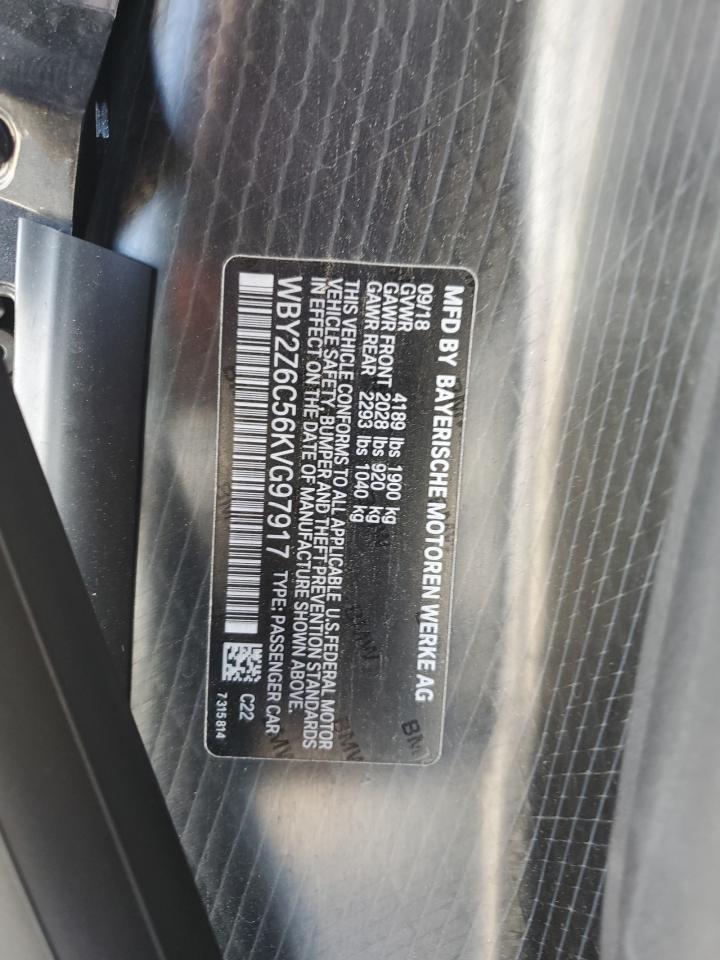 MFD BY BAYERISCHE MOTOREN WERKE AG
09/18
GVWR 4189 lbs 1900 kg
GAWR FRONT 2028 lbs 920 kg
GAWR REAR 2293 lbs 1040 kg
THIS VEHICLE CONFORMS TO ALL APPLICABLE U.S.FEDERAL MOTOR
VEHICLE SAFETY, BUMPER AND THEFT PREVENTION STANDARDS
IN EFFECT ON THE DATE OF MANUFACTURE SHOWN ABOVE.
WBY2Z6C56KVG97917 TYPE: PASSENGER CAR
C22
7315814